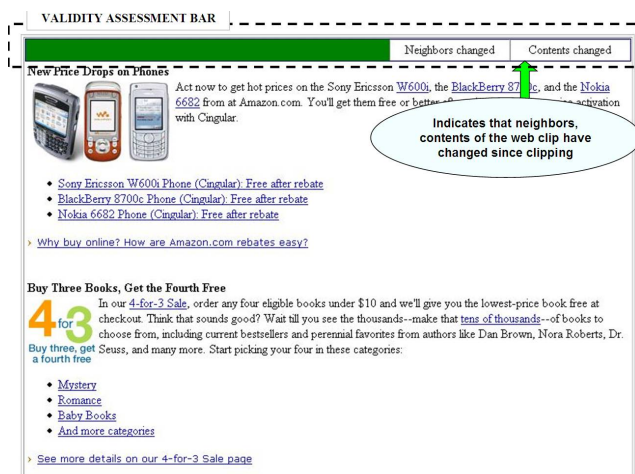 VALIDITY ASSESSMENT BAR
Neighbors changed Contents changed
New Price Drops on Phones
Act now to get hot prices on the Sony Ericsson W600i, the BlackBerry 8700c, and the Nokia
6682 from at Amazon.com. You'll get them free or better activation
with Cingular.
Indicates that neighbors,
contents of the web clip have
changed since clipping
Sony Ericsson W600i Phone (Cingular): Free after rebate
BlackBerry 8700c Phone (Cingular): Free after rebate
Nokia 6682 Phone (Cingular): Free after rebate
› Why buy online? How are Amazon.com rebates easy?
Buy Three Books, Get the Fourth Free
4 for 3
Buy three, get
a fourth free
In our 4-for-3 Sale, order any four eligible books under $10 and we'll give you the lowest-price book free at
checkout. Think that sounds good? Wait till you see the thousands--make that tens of thousands--of books to
choose from, including current bestsellers and perennial favorites from authors like Dan Brown, Nora Roberts, Dr.
Seuss, and many more. Start picking your four in these categories:
Mystery
Romance
Baby Books
And more categories
› See more details on our 4-for-3 Sale page